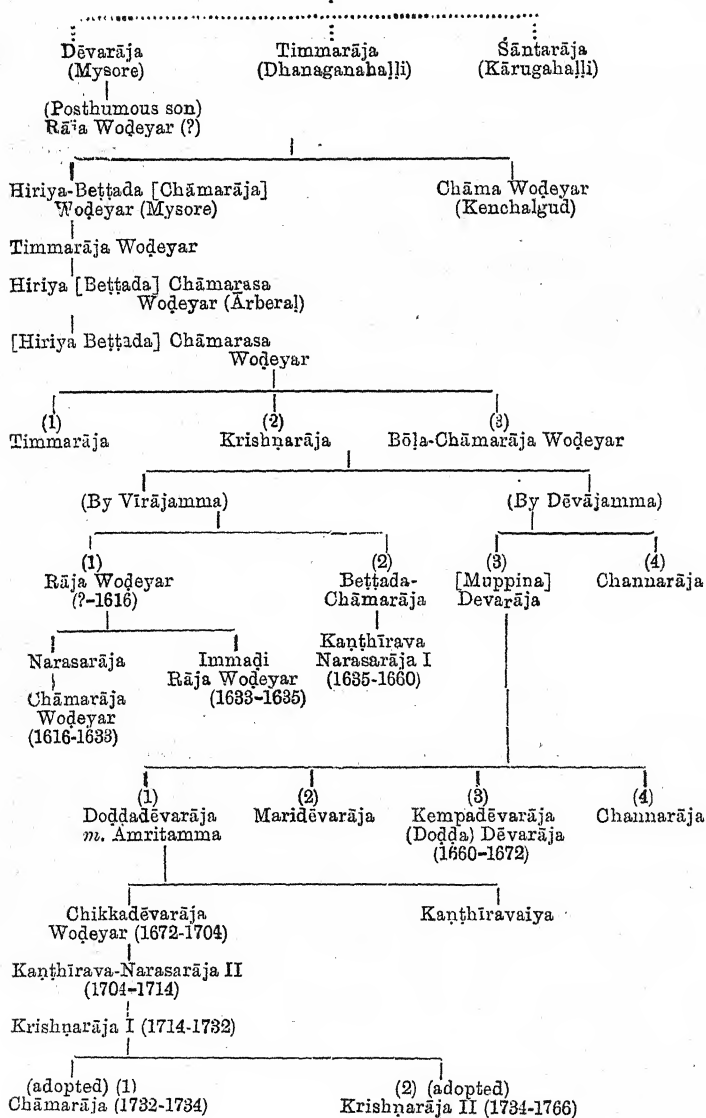 Dēvarāja Timmarāja Śāntarāja
(Mysore) (Dhanaganahaḷḷi) (Kārugahaḷḷi)
(Posthumous son)
Rāja Woḍeyar (?)
Hiriya-Beṭṭada [Chāmarāja] Chāma Woḍeyar
Woḍeyar (Mysore) (Kenchalgud)
Timmarāja Woḍeyar
Hiriya [Beṭṭada] Chāmarasa
Woḍeyar (Ārberaḷ)
[Hiriya Beṭṭada] Chāmarasa
Woḍeyar
(1) (2) (3)
Timmarāja Krishṇarāja Bōḷa-Chāmarāja Woḍeyar
(By Vīrājamma) (By Dēvājamma)
(1) (2) (3) (4)
Rāja Woḍeyar Beṭṭada- [Muppina] Channarāja
(?-1616) Chāmarāja Devarāja
Narasarāja Immaḍi Kaṇṭhīrava
Rāja Woḍeyar Narasarāja I
Chāmarāja (1633-1635) (1635-1660)
Woḍeyar
(1616-1633)
(1) (2) (3) (4)
Doḍḍadēvarāja Maridēvarāja Kempadēvarāja Channarāja
m. Amritamma (Doḍḍa) Dēvarāja
(1660-1672)
Chikkadēvarāja Kaṇṭhīravaiya
Woḍeyar (1672-1704)
Kaṇṭhīrava-Narasarāja II
(1704-1714)
Krishṇarāja I (1714-1732)
(adopted) (1) (2) (adopted)
Chāmarāja (1732-1734) Krishṇarāja II (1734-1766)